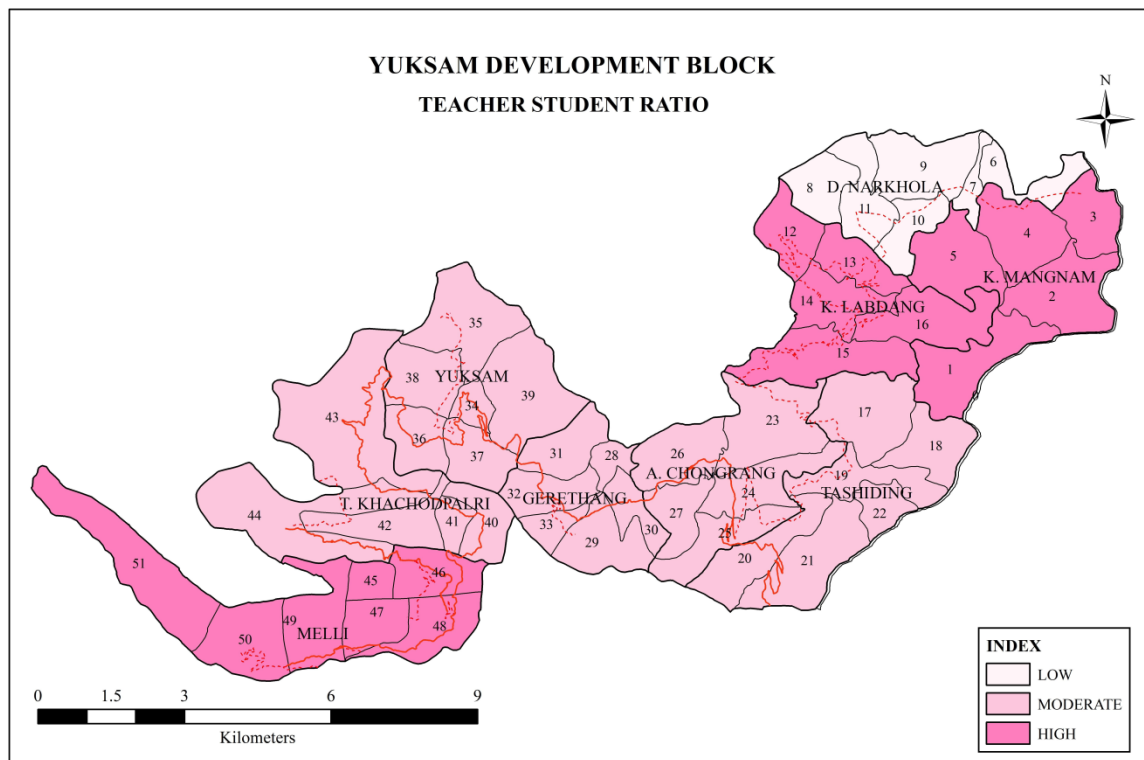 YUKSAM DEVELOPMENT BLOCK
TEACHER STUDENT RATIO
N
6
9
8
D. NARKHOLA
7
3
11
10
12
4
5
13
K. MANGNAM
2
14
K. LABDANG
16
35
15
1
38
YUKSAM
39
34
43
23
17
36
18
37
31
28
26
A. CHONGRANG
32
GERETHANG
19
24
TASHIDING
T. KHACHODPALRI
44
42
41
40
33
27
22
30
25
29
20
21
51
46
45
49
47
48
50
MELLI
INDEX
LOW
MODERATE
HIGH
0 1.5 3 6 9
Kilometers